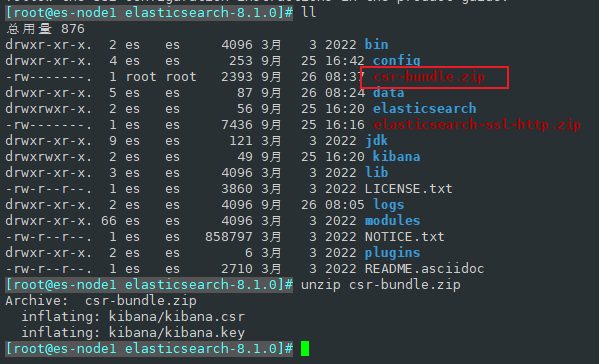 [root@es-node1 elasticsearch-8.1.0]# ll
总用量 876
drwxr-xr-x. 2 es es 4096 3月 3 2022 bin
drwxr-xr-x. 4 es es 253 9月 25 16:42 config
-rw-------. 1 root root 2393 9月 26 08:37 csr-bundle.zip
drwxr-xr-x. 5 es es 87 9月 26 08:24 data
drwxrwxr-x. 2 es es 56 9月 25 16:20 elasticsearch
-rw-------. 1 es es 7436 9月 25 16:16 elasticsearch-ssl-http.zip
drwxr-xr-x. 9 es es 121 3月 3 2022 jdk
drwxrwxr-x. 2 es es 49 9月 25 16:20 kibana
drwxr-xr-x. 3 es es 4096 3月 3 2022 lib
-rw-r--r--. 1 es es 3860 3月 3 2022 LICENSE.txt
drwxr-xr-x. 2 es es 4096 9月 26 08:05 logs
drwxr-xr-x. 66 es es 4096 3月 3 2022 modules
-rw-r--r--. 1 es es 858797 3月 3 2022 NOTICE.txt
drwxr-xr-x. 2 es es 6 3月 3 2022 plugins
-rw-r--r--. 1 es es 2710 3月 3 2022 README.asciidoc
[root@es-node1 elasticsearch-8.1.0]# unzip csr-bundle.zip
Archive:  csr-bundle.zip
  inflating: kibana/kibana.csr
  inflating: kibana/kibana.key
[root@es-node1 elasticsearch-8.1.0]#